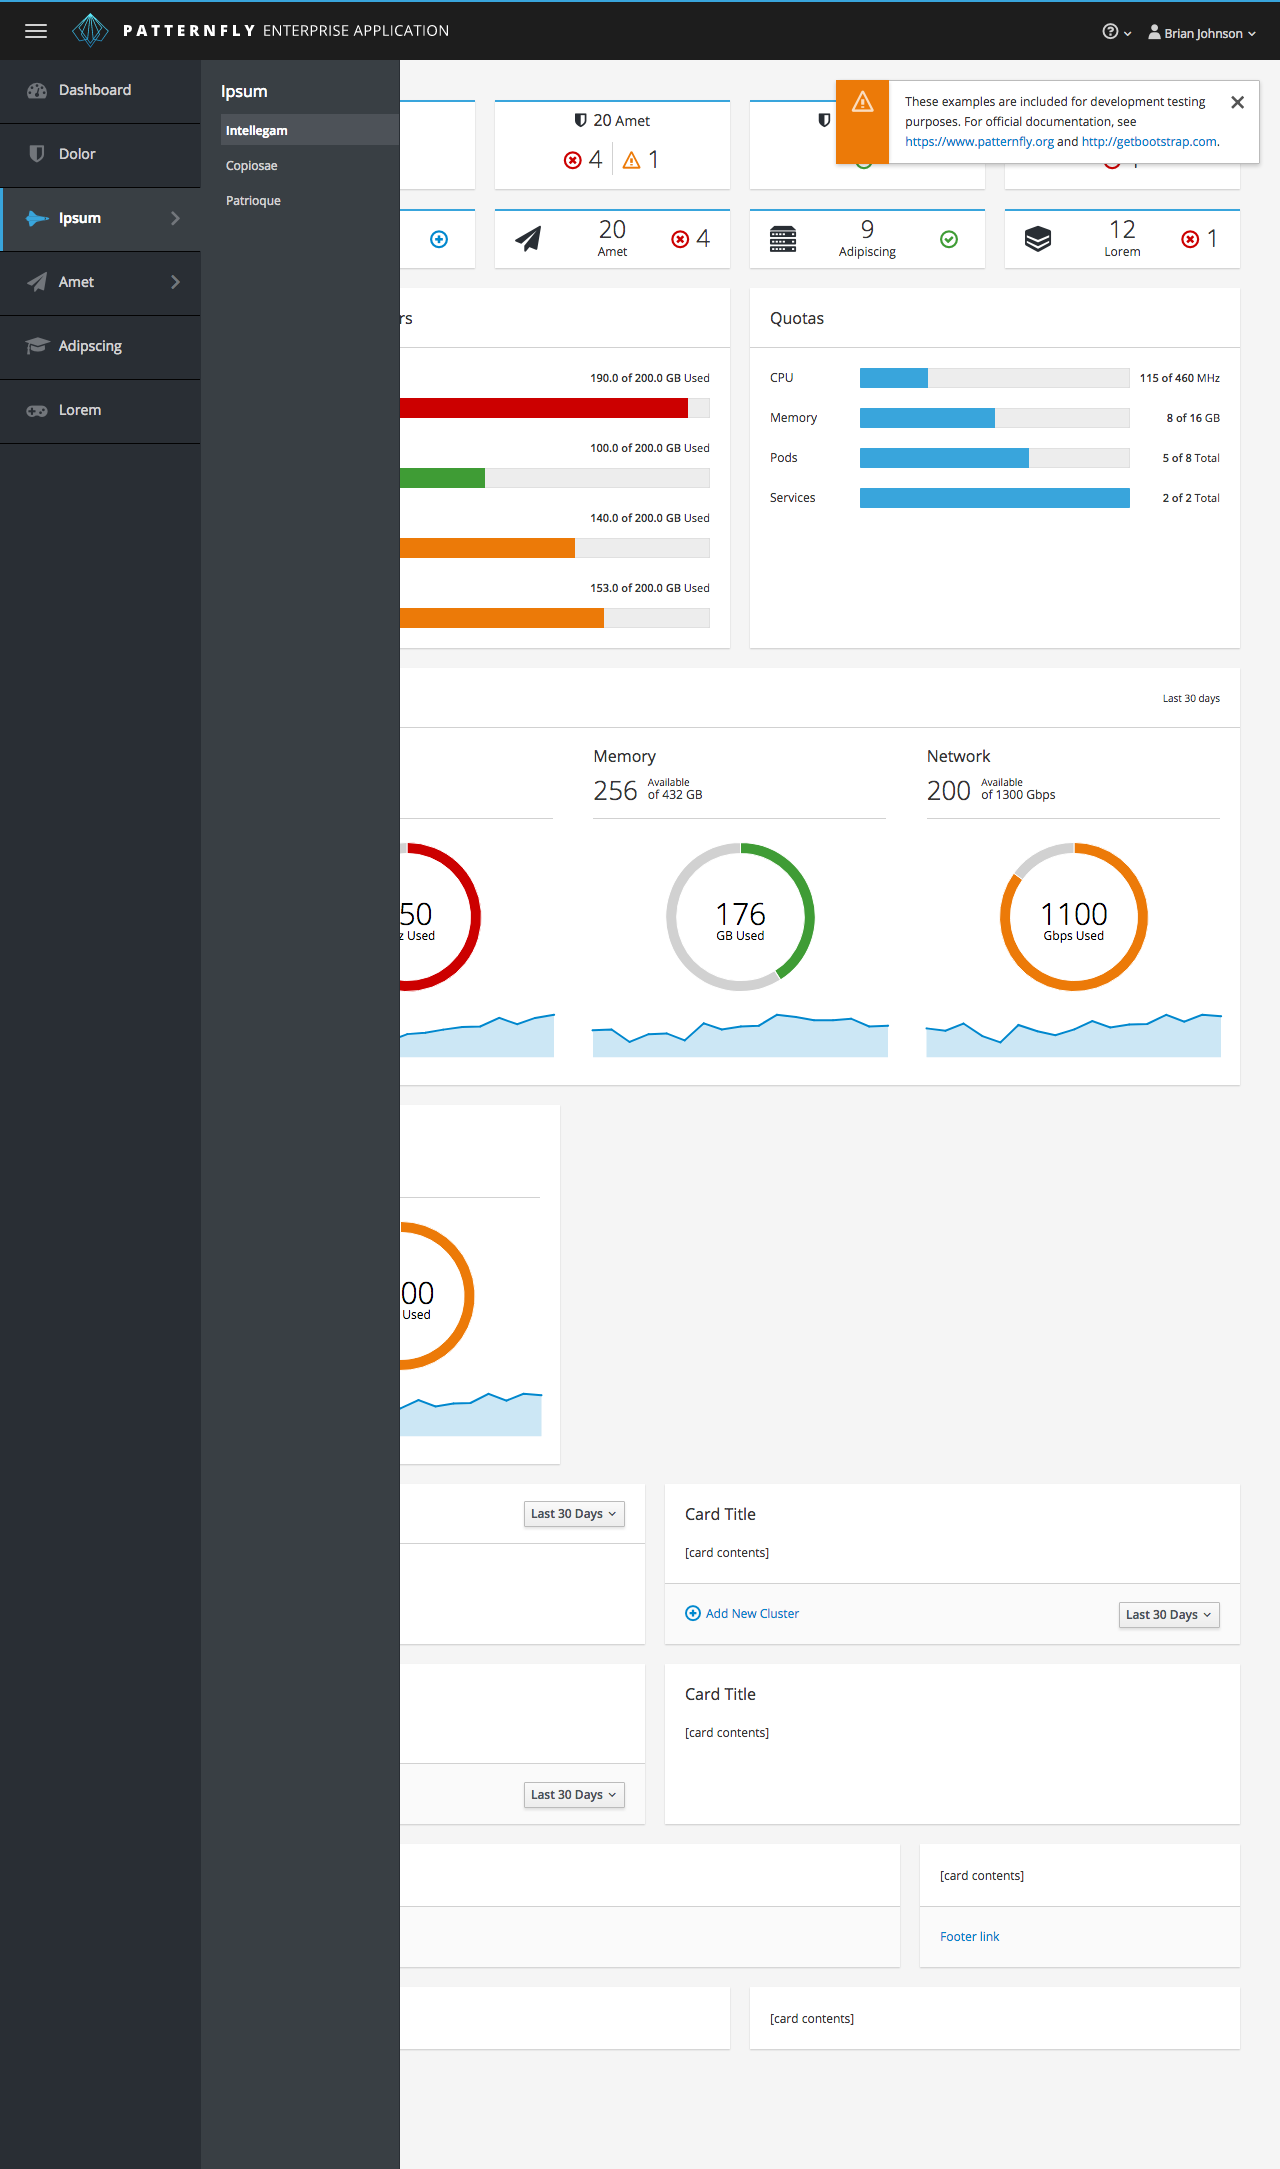 PATTERNFLY ENTERPRISE APPLICATION
Brian Johnson
Dashboard
Dolor
Ipsum
Amet
Adipscing
Lorem
Ipsum
Intellegam
Copiosae
Patrioque
These examples are included for development testing
purposes. For official documentation, see
https://www.patternfly.org and http://getbootstrap.com.
20 Amet
4 1
20
Amet
4
9
Adipiscing
12
Lorem
1
rs
190.0 of 200.0 GB Used
100.0 of 200.0 GB Used
140.0 of 200.0 GB Used
153.0 of 200.0 GB Used
Quotas
CPU 115 of 460 MHz
Memory 8 of 16 GB
Pods 5 of 8 Total
Services 2 of 2 Total
Last 30 days
Memory
256 Available
of 432 GB
Network
200 Available
of 1300 Gbps
50
z Used
176
GB Used
1100
Gbps Used
00
Used
Last 30 Days
Card Title
[card contents]
Add New Cluster
Last 30 Days
Last 30 Days
Card Title
[card contents]
[card contents]
Footer link
[card contents]